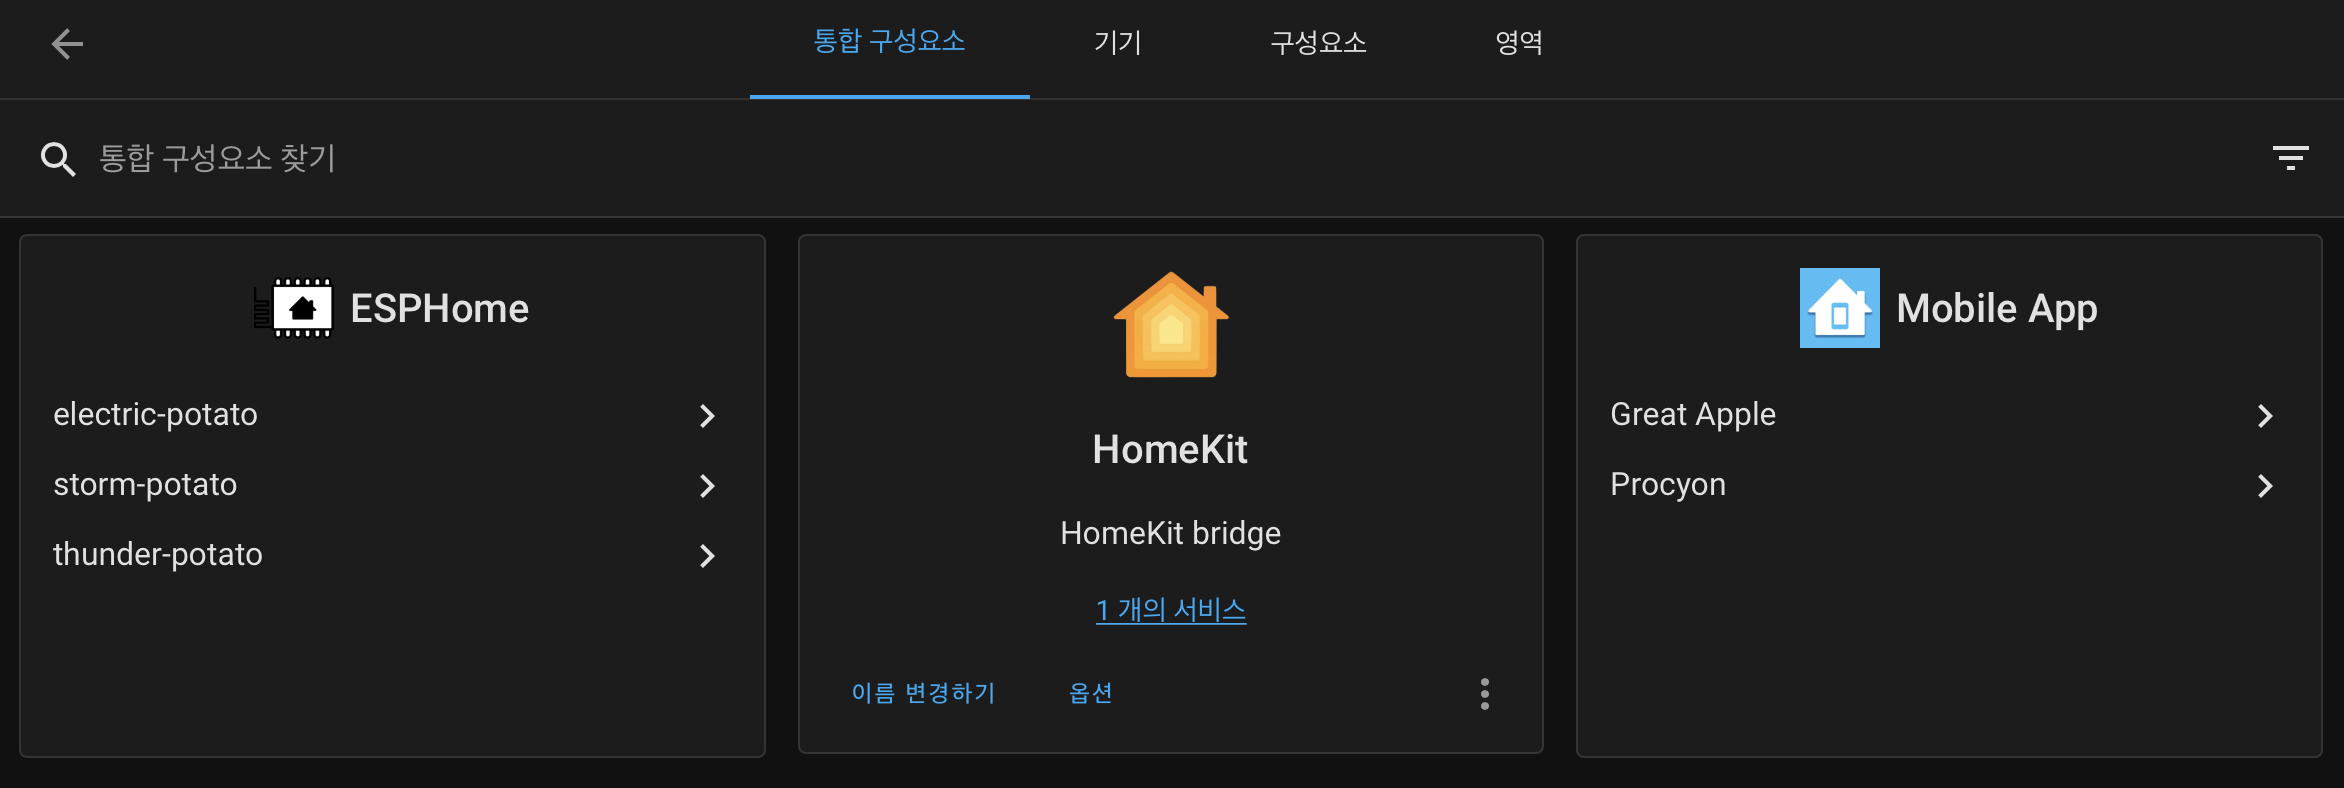 통합 구성요소
기기
구성요소
영역
통합 구성요소 찾기
ESPHome
electric-potato
storm-potato
thunder-potato
HomeKit
HomeKit bridge
1 개의 서비스
이름 변경하기
옵션
Mobile App
Great Apple
Procyon